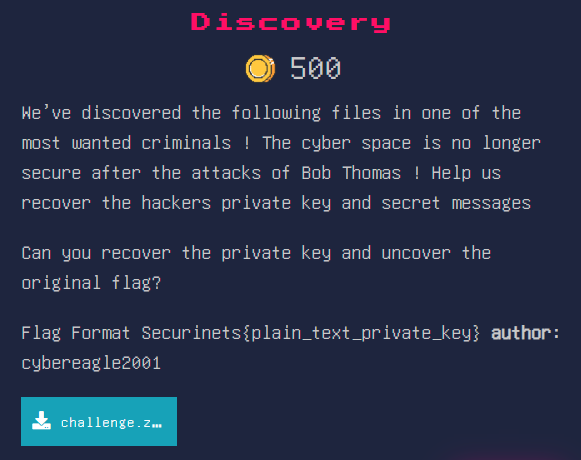 Discovery
500
We've discovered the following files in one of the
most wanted criminals ! The cyber space is no longer
secure after the attacks of Bob Thomas ! Help us
recover the hackers private key and secret messages
Can you recover the private key and uncover the
original flag?
Flag Format Securinets{plain_text_private_key} author:
cybereagle2001
challenge.z…